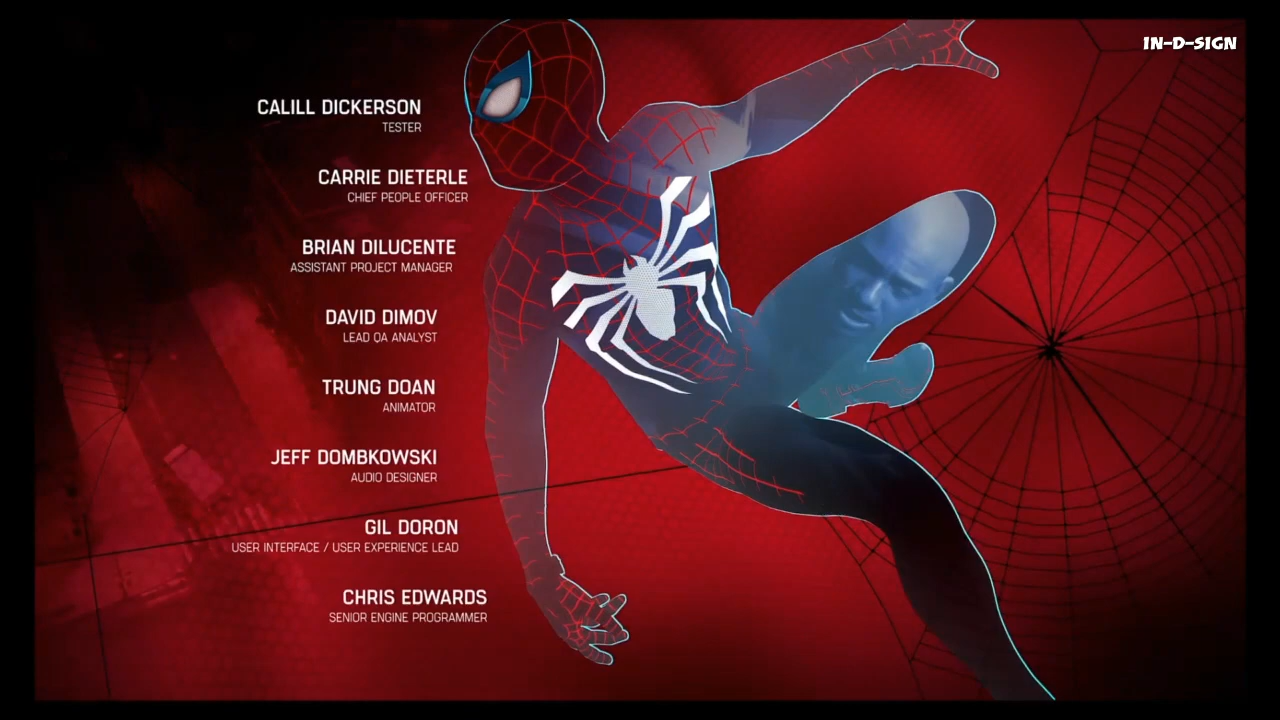 IN-D-SIGN
CALILL DICKERSON
TESTER
CARRIE DIETERLE
CHIEF PEOPLE OFFICER
BRIAN DILUCENTE
ASSISTANT PROJECT MANAGER
DAVID DIMOV
LEAD QA ANALYST
TRUNG DOAN
ANIMATOR
JEFF DOMBKOWSKI
AUDIO DESIGNER
GIL DORON
USER INTERFACE / USER EXPERIENCE LEAD
CHRIS EDWARDS
SENIOR ENGINE PROGRAMMER